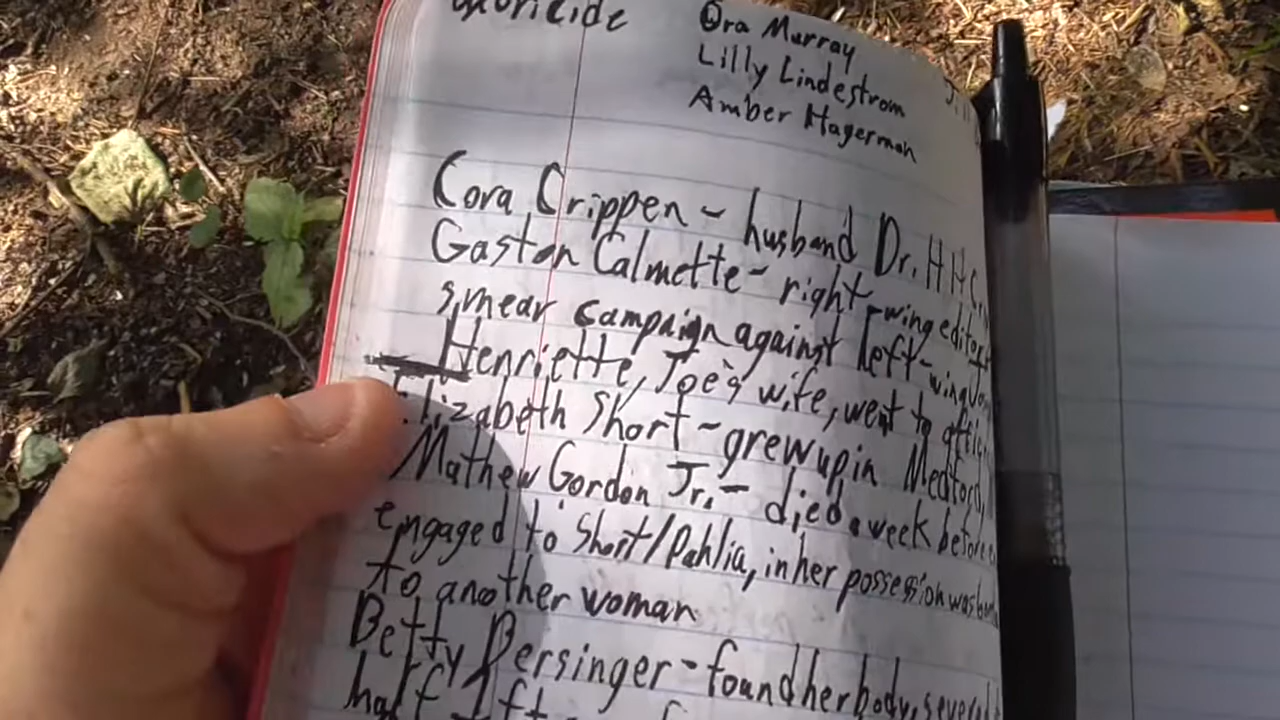 Ora Murray
Lilly Lindestrom
Amber Hagerman
Cora Crippen - husband Dr. H H C
Gaston Calmette - right-wing editor
smear campaign against left-wing
Henriette, Joe's wife, went to
Elizabeth Short - grew up in Medford,
Mathew Gordon Jr. - died a week before
engaged to Short/Dahlia, in her possession was
to another woman
Betty Bersinger - found her body, severed
half